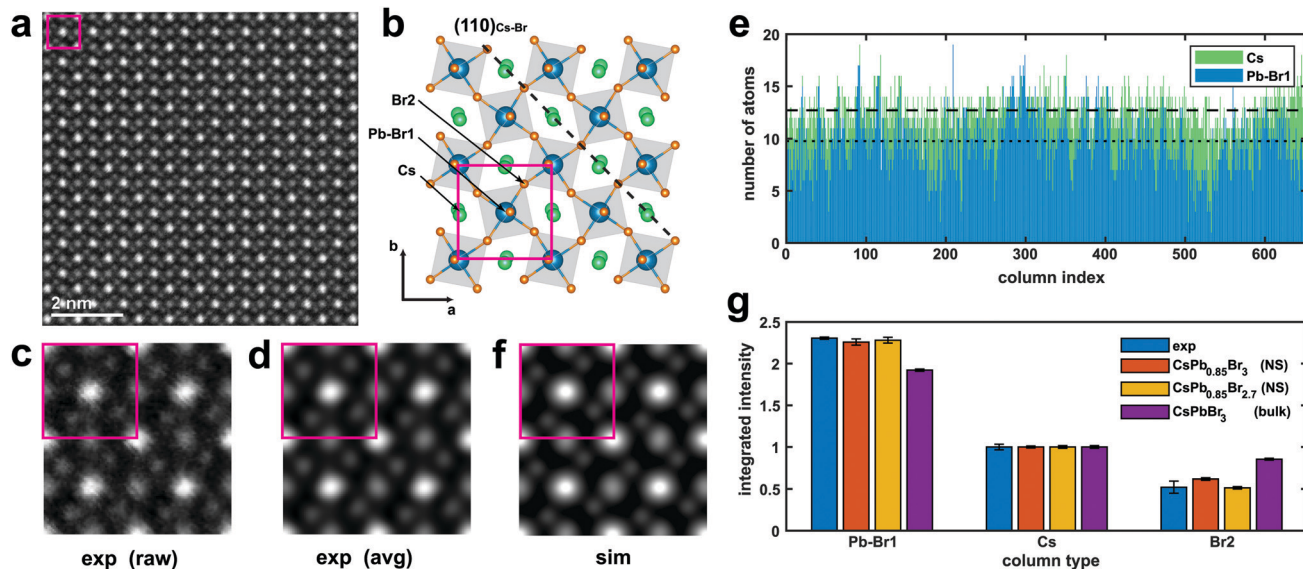 a
2 nm
b
(110)Cs-Br
Br2
Pb-Br1
Cs
b
a
c
exp (raw)
d
exp (avg)
f
sim
e
number of atoms
20
15
10
5
0
Cs
Pb-Br1
0 100 200 300 400 500 600
column index
g
integrated intensity
2.5
2
1.5
1
0.5
0
exp
CsPb0.85Br3 (NS)
CsPb0.85Br2.7 (NS)
CsPbBr3 (bulk)
Pb-Br1 Cs Br2
column type